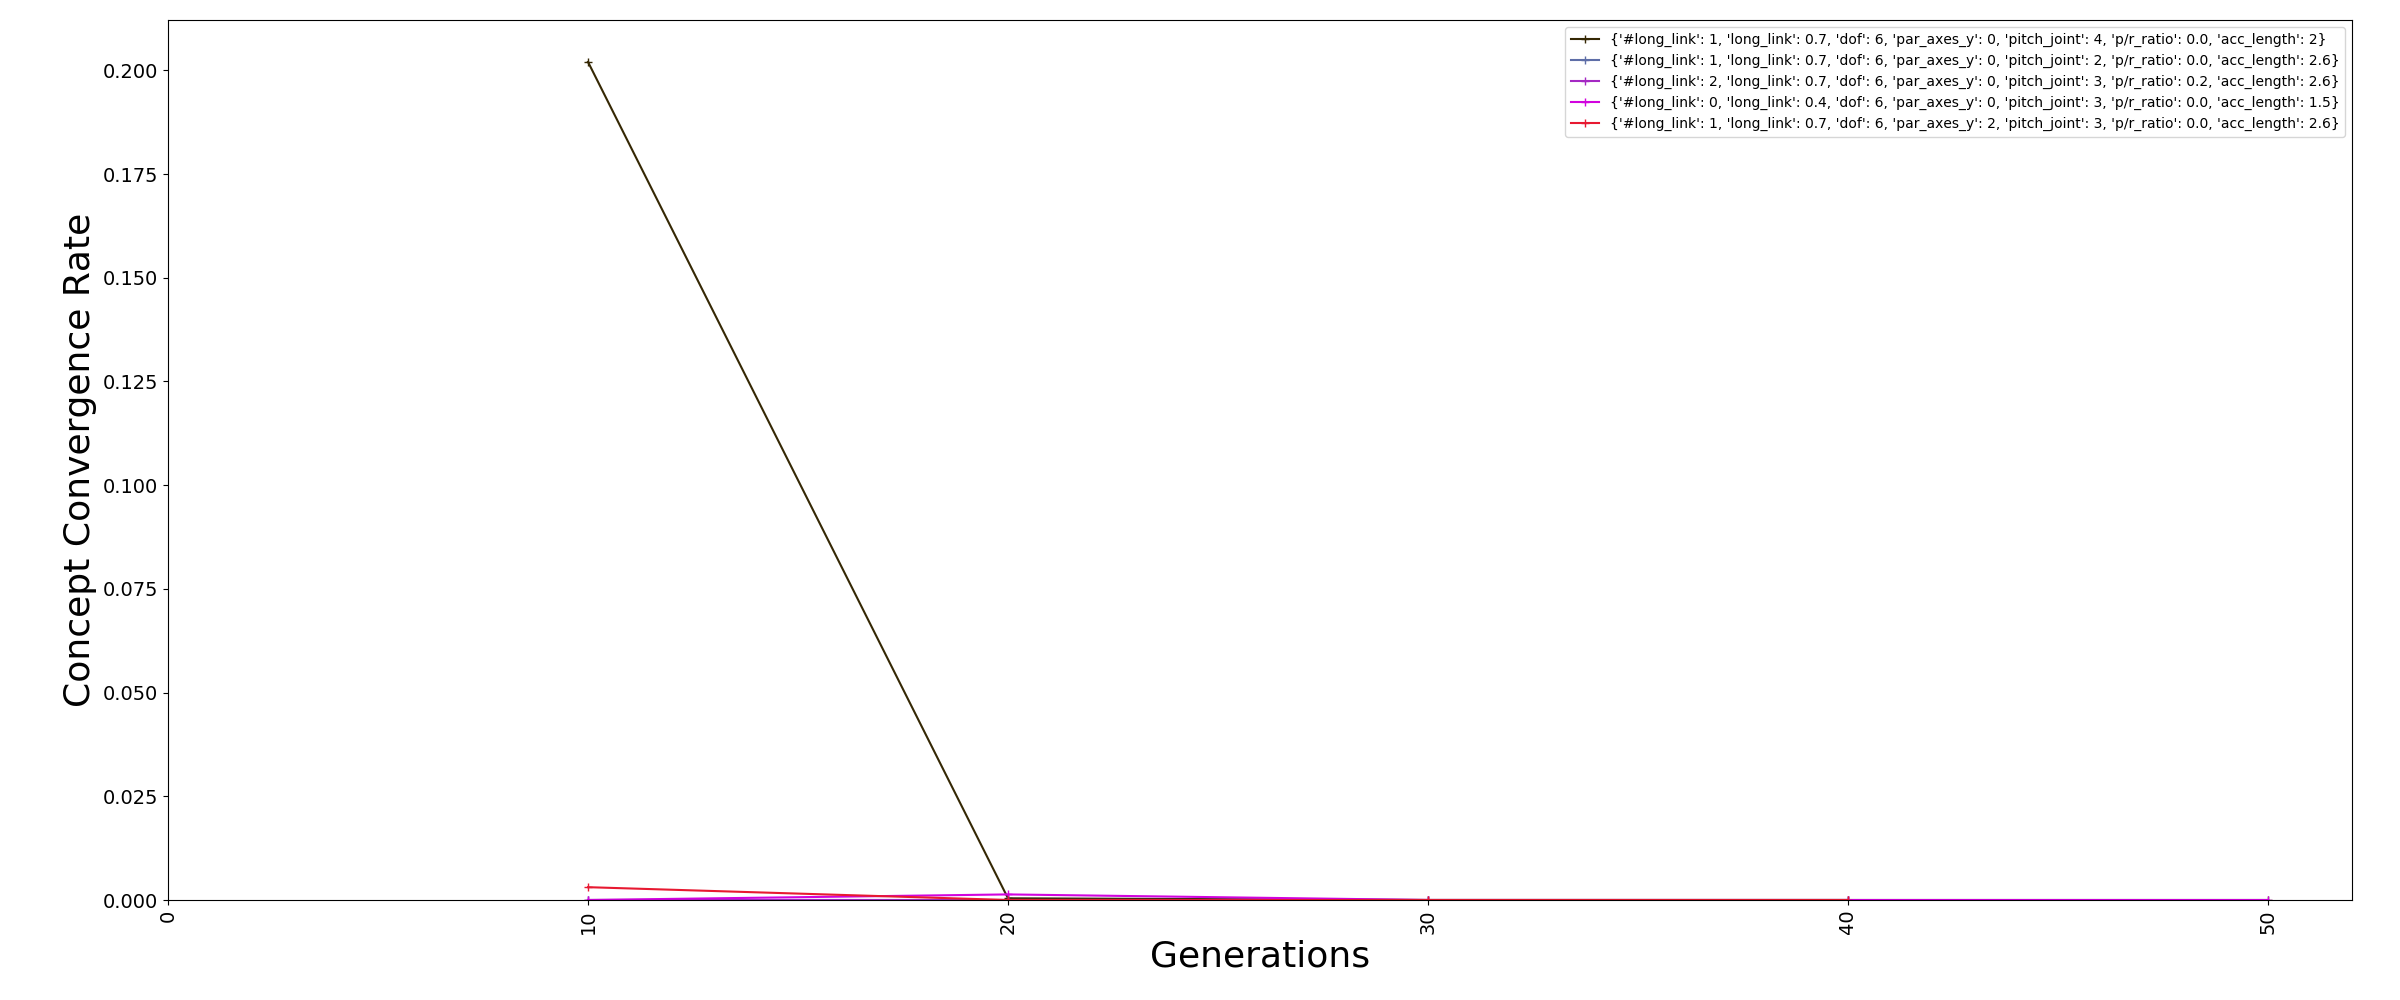 {'#long_link': 1, 'long_link': 0.7, 'dof': 6, 'par_axes_y': 0, 'pitch_joint': 4, 'p/r_ratio': 0.0, 'acc_length': 2}
{'#long_link': 1, 'long_link': 0.7, 'dof': 6, 'par_axes_y': 0, 'pitch_joint': 2, 'p/r_ratio': 0.0, 'acc_length': 2.6}
{'#long_link': 2, 'long_link': 0.7, 'dof': 6, 'par_axes_y': 0, 'pitch_joint': 3, 'p/r_ratio': 0.2, 'acc_length': 2.6}
{'#long_link': 0, 'long_link': 0.4, 'dof': 6, 'par_axes_y': 0, 'pitch_joint': 3, 'p/r_ratio': 0.0, 'acc_length': 1.5}
{'#long_link': 1, 'long_link': 0.7, 'dof': 6, 'par_axes_y': 2, 'pitch_joint': 3, 'p/r_ratio': 0.0, 'acc_length': 2.6}
Concept Convergence Rate
0.200
0.175
0.150
0.125
0.100
0.075
0.050
0.025
0.000
0
10
20
30
40
50
Generations